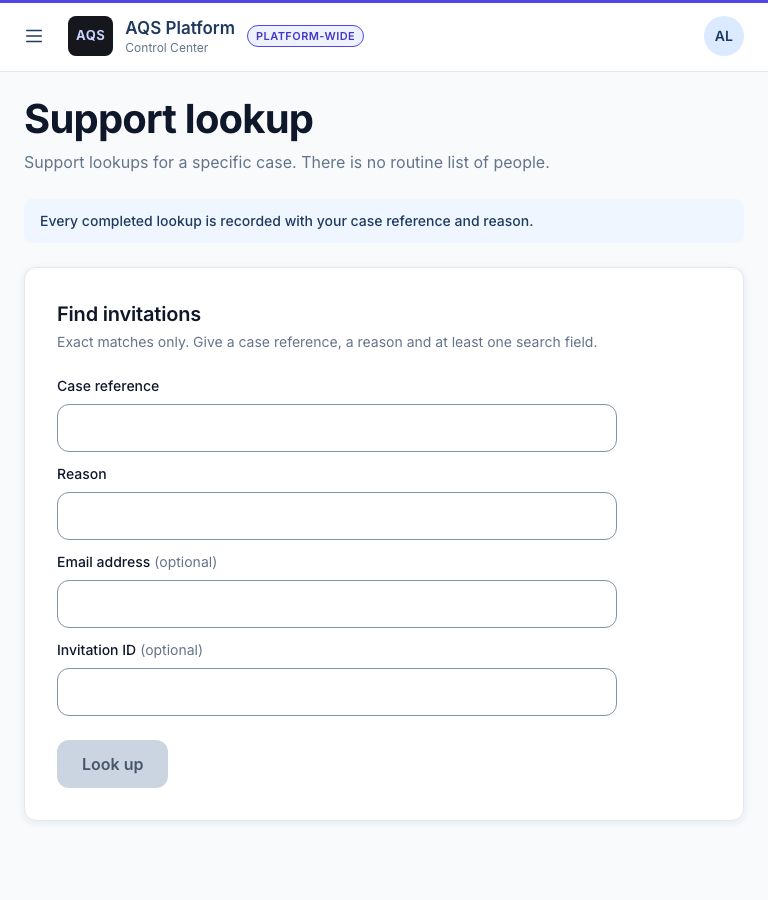 AQS
AQS Platform
Control Center
PLATFORM-WIDE
AL
Support lookup
Support lookups for a specific case. There is no routine list of people.
Every completed lookup is recorded with your case reference and reason.
Find invitations
Exact matches only. Give a case reference, a reason and at least one search field.
Case reference
Reason
Email address (optional)
Invitation ID (optional)
Look up